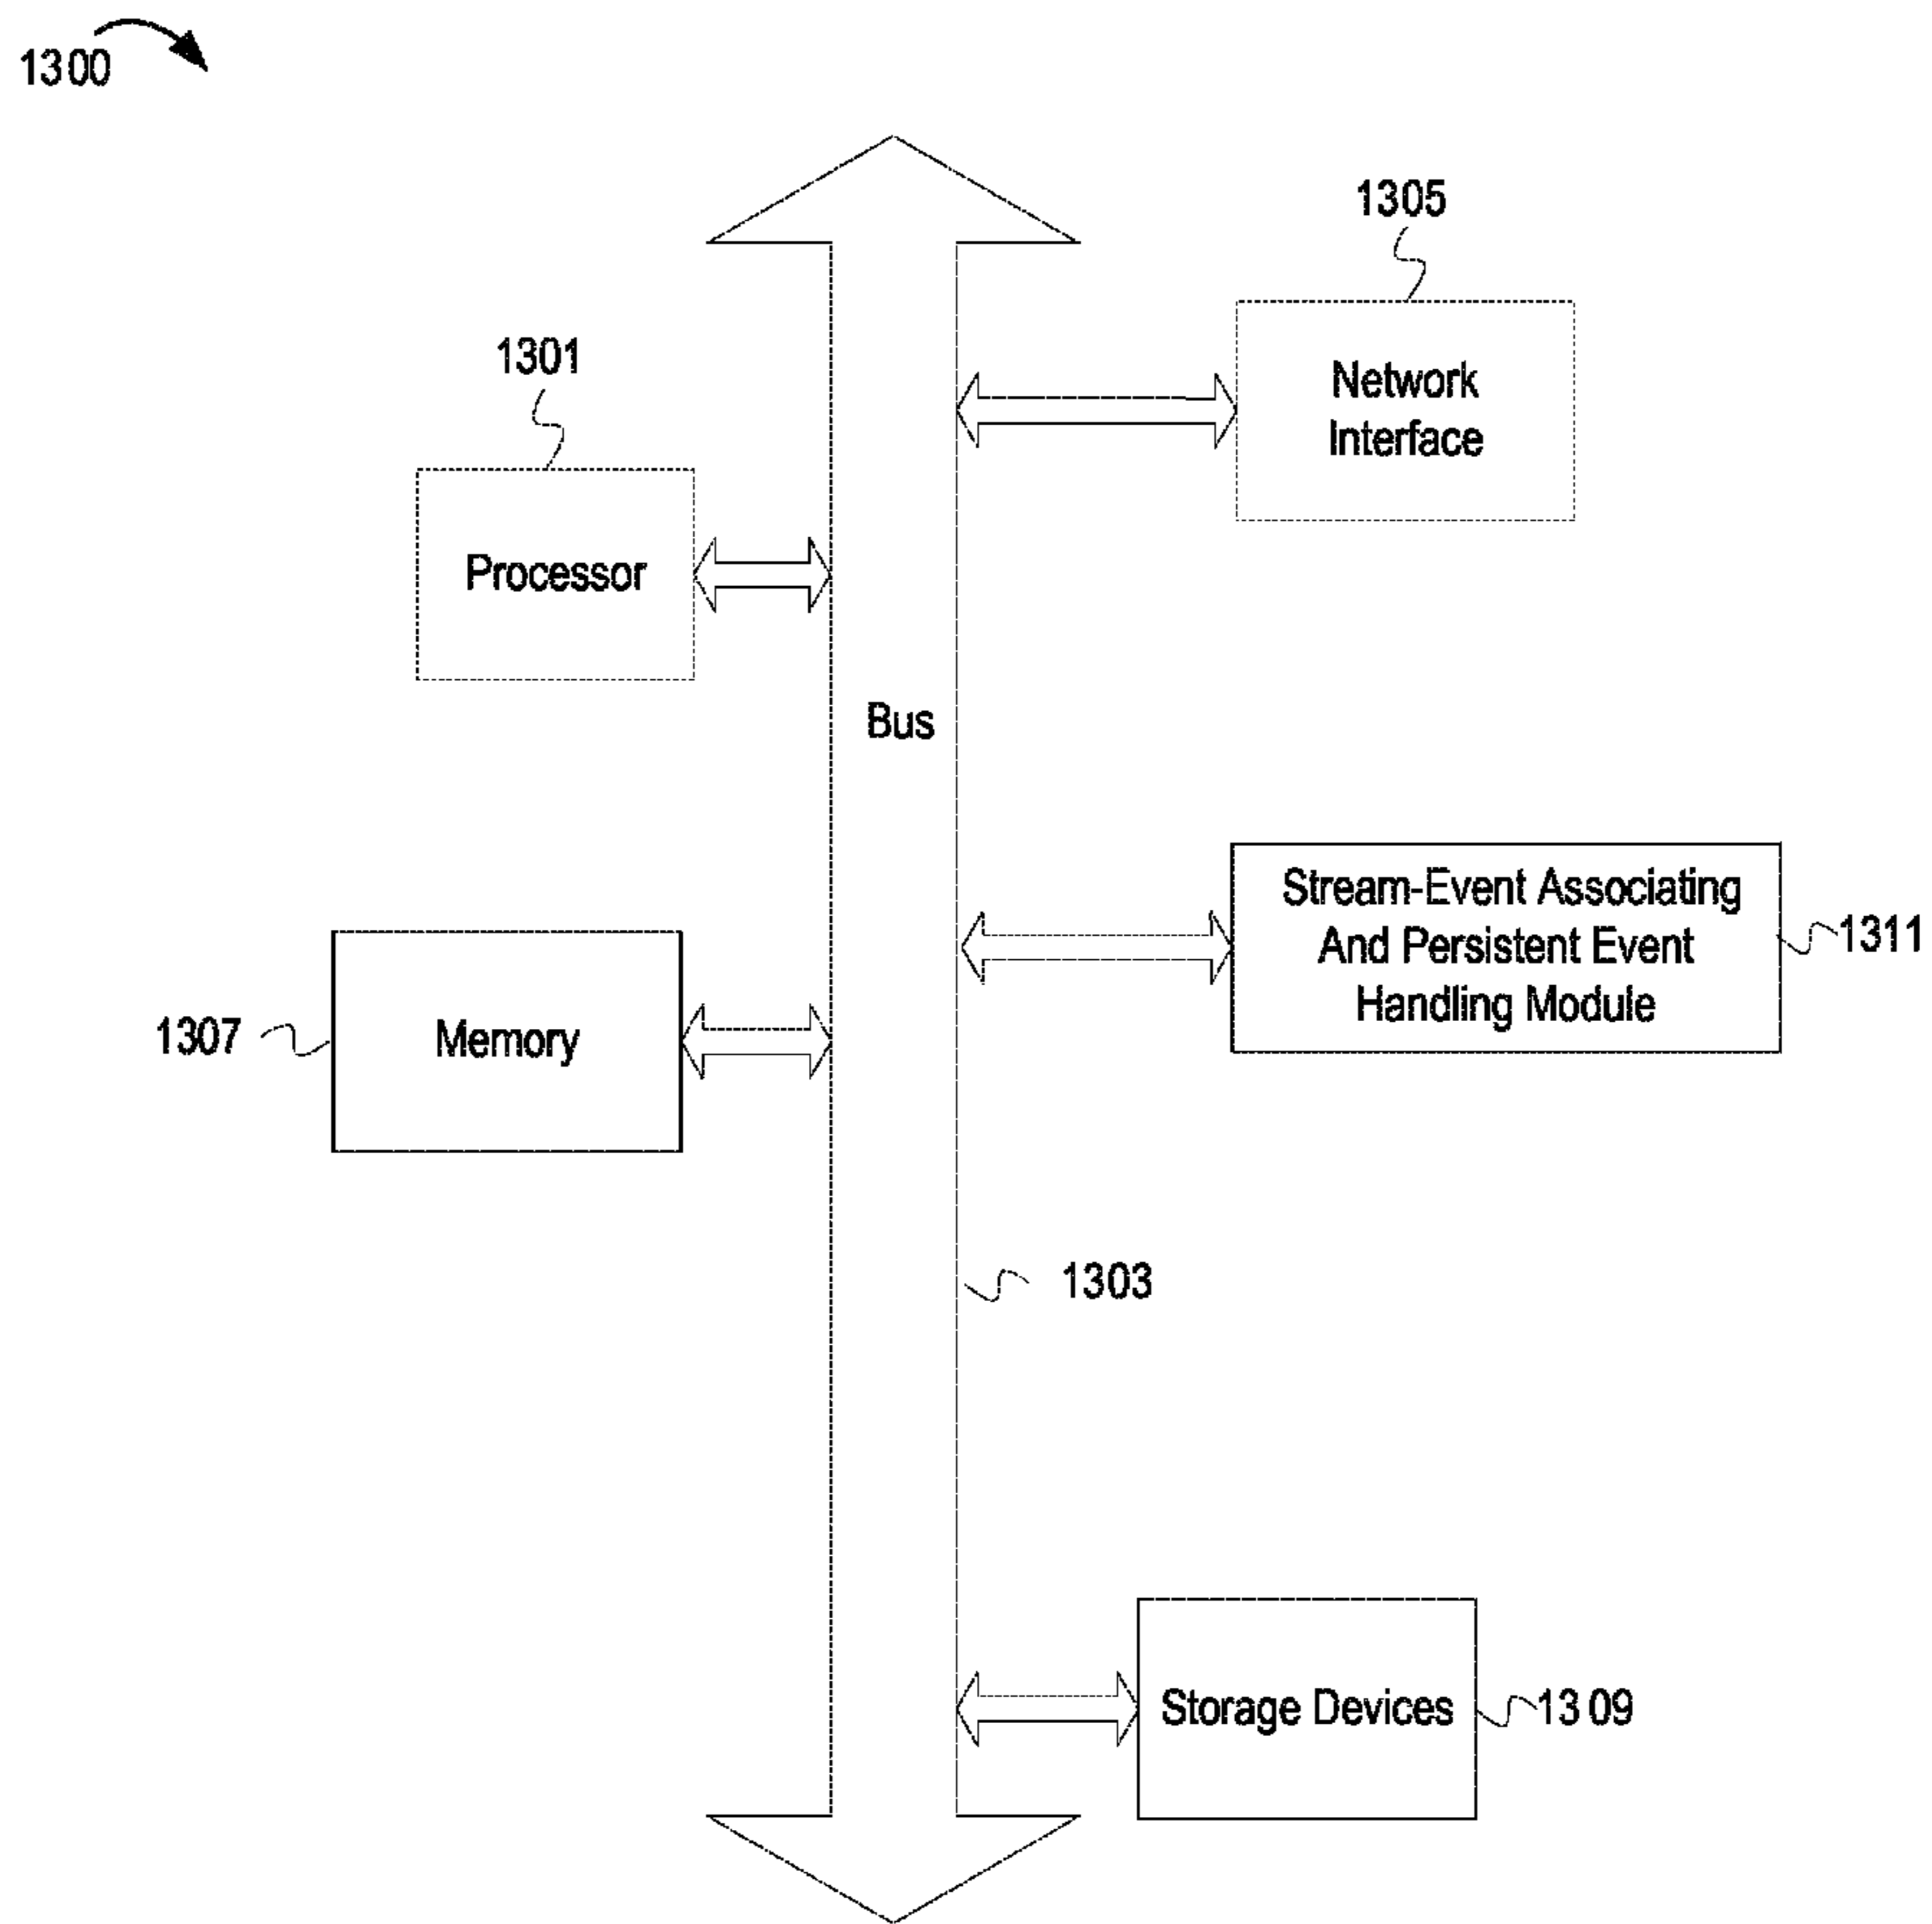 1300
1305
Network
Interface
1301
Processor
Bus
Stream-Event Associating
And Persistent Event
Handling Module
1311
1307
Memory
1303
Storage Devices
1309